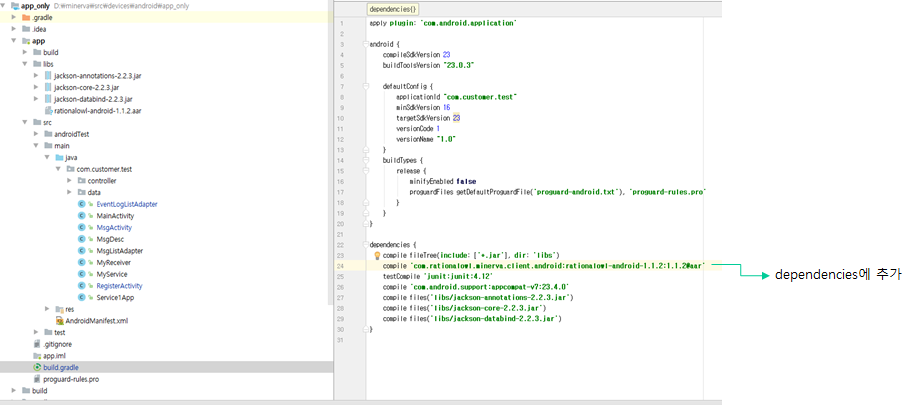 app_only D:₩minerva₩src₩devices₩android₩app_only
.gradle
.idea
app
build
libs
jackson-annotations-2.2.3.jar
jackson-core-2.2.3.jar
jackson-databind-2.2.3.jar
rationalowl-android-1.1.2.aar
src
androidTest
main
java
com.customer.test
controller
data
EventLogListAdapter
MainActivity
MsgActivity
MsgDesc
MsgListAdapter
MyReceiver
MyService
RegisterActivity
Service1App
res
AndroidManifest.xml
test
.gitignore
app.iml
build.gradle
proguard-rules.pro
build
dependencies{}
1 apply plugin: 'com.android.application'
2
3
4 android {
4 compileSdkVersion 23
5 buildToolsVersion "23.0.3"
6
7 defaultConfig {
8 applicationId "com.customer.test"
9 minSdkVersion 16
10 targetSdkVersion 23
11 versionCode 1
12 versionName "1.0"
13 }
14 buildTypes {
15 release {
16 minifyEnabled false
17 proguardFiles getDefaultProguardFile('proguard-android.txt'), 'proguard-rules.pro'
18 }
19 }
20 }
21
22 dependencies {
23 compile fileTree(include: ['*.jar'], dir: 'libs')
24 compile 'com.rationalowl.minerva.client.android:rationalowl-android-1.1.2:1.1.2@aar'
25 testCompile 'junit:junit:4.12'
26 compile 'com.android.support:appcompat-v7:23.4.0'
27 compile files('libs/jackson-annotations-2.2.3.jar')
28 compile files('libs/jackson-core-2.2.3.jar')
29 compile files('libs/jackson-databind-2.2.3.jar')
30 }
31
dependencies에 추가